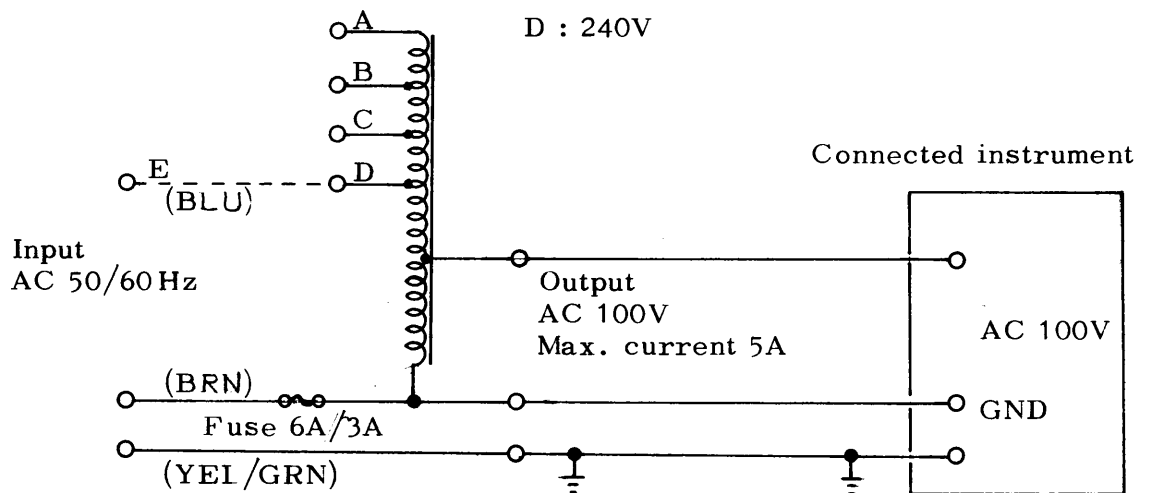 A
D : 240V
B
C
Connected instrument
E
D
(BLU)
Input
AC 50/60 Hz
Output
AC 100V
Max. current 5A
AC 100V
(BRN)
GND
Fuse 6A/3A
(YEL/GRN)